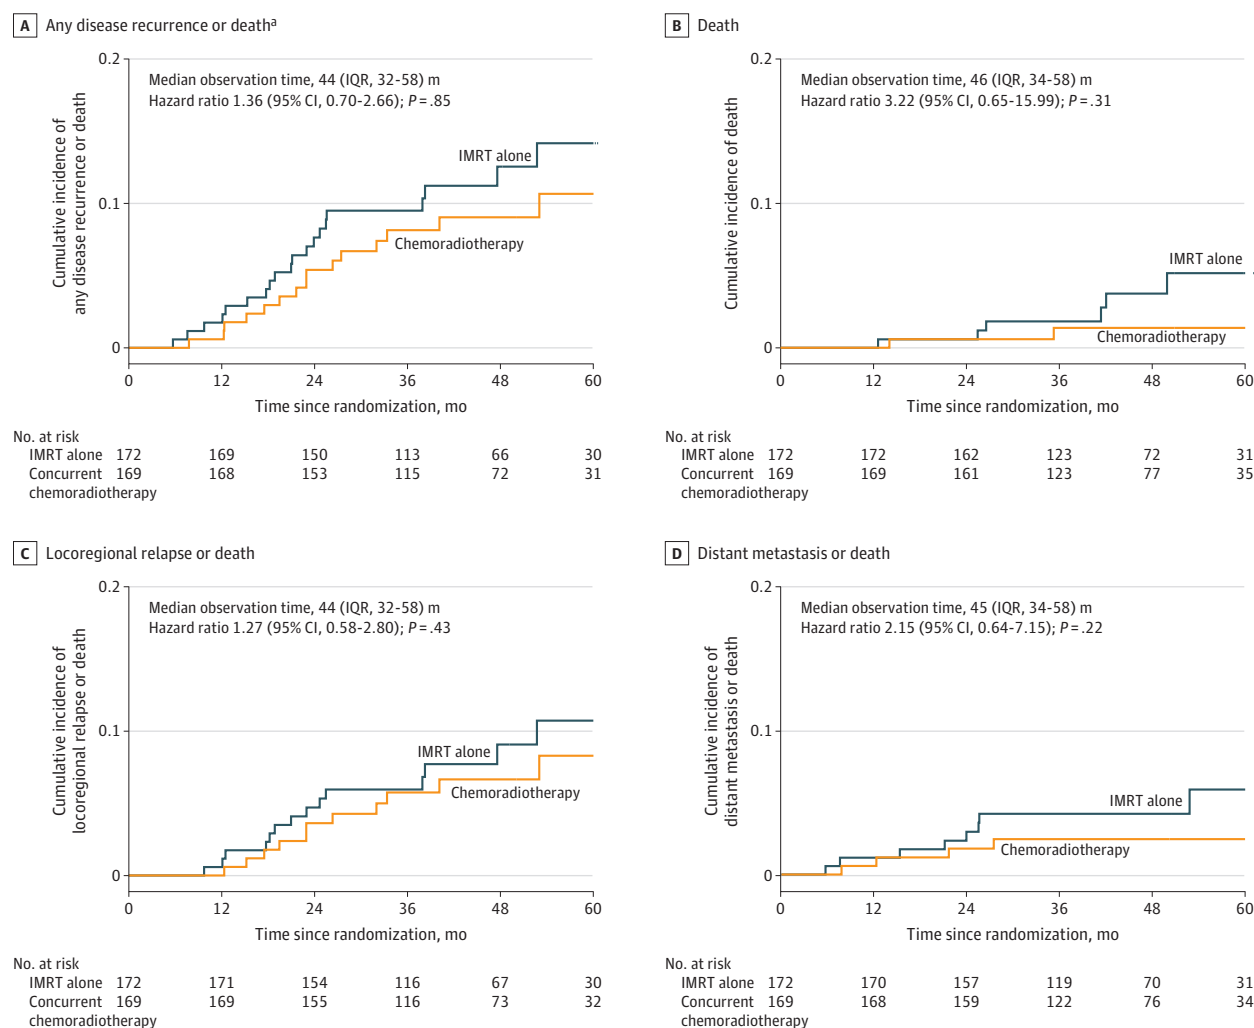 A Any disease recurrence or deathᵃ
Cumulative incidence of
any disease recurrence or death
0.2
0.1
0
Median observation time, 44 (IQR, 32-58) m
Hazard ratio 1.36 (95% CI, 0.70-2.66); P = .85
IMRT alone
Chemoradiotherapy
0 12 24 36 48 60
Time since randomization, mo
No. at risk
IMRT alone 172 169 150 113 66 30
Concurrent 169 168 153 115 72 31
chemoradiotherapy
B Death
Cumulative incidence of death
0.2
0.1
0
Median observation time, 46 (IQR, 34-58) m
Hazard ratio 3.22 (95% CI, 0.65-15.99); P = .31
IMRT alone
Chemoradiotherapy
0 12 24 36 48 60
Time since randomization, mo
No. at risk
IMRT alone 172 172 162 123 72 31
Concurrent 169 169 161 123 77 35
chemoradiotherapy
C Locoregional relapse or death
Cumulative incidence of
locoregional relapse or death
0.2
0.1
0
Median observation time, 44 (IQR, 32-58) m
Hazard ratio 1.27 (95% CI, 0.58-2.80); P = .43
IMRT alone
Chemoradiotherapy
0 12 24 36 48 60
Time since randomization, mo
No. at risk
IMRT alone 172 171 154 116 67 30
Concurrent 169 169 155 116 73 32
chemoradiotherapy
D Distant metastasis or death
Cumulative incidence of
distant metastasis or death
0.2
0.1
0
Median observation time, 45 (IQR, 34-58) m
Hazard ratio 2.15 (95% CI, 0.64-7.15); P = .22
IMRT alone
Chemoradiotherapy
0 12 24 36 48 60
Time since randomization, mo
No. at risk
IMRT alone 172 170 157 119 70 31
Concurrent 169 168 159 122 76 34
chemoradiotherapy